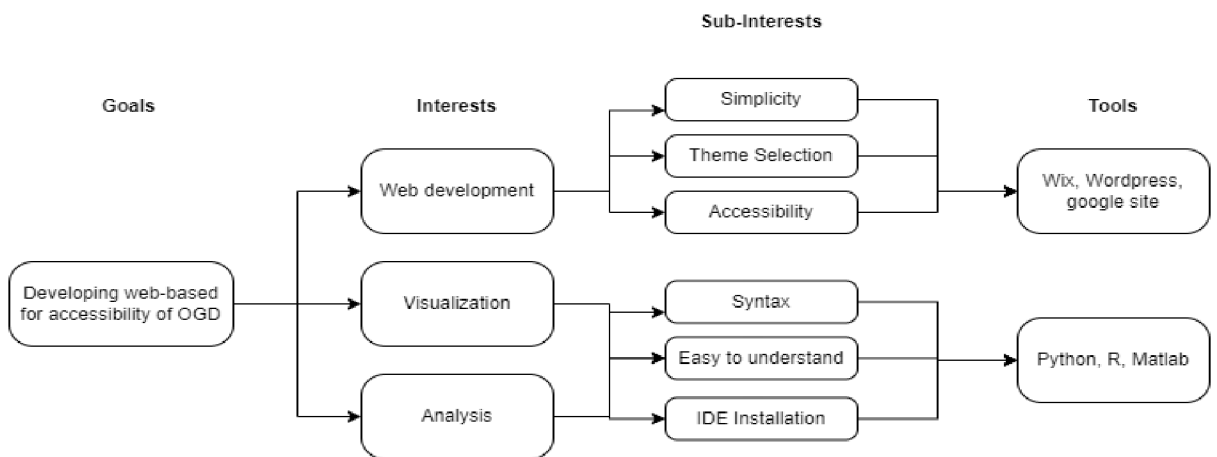 Sub-Interests
Goals
Interests
Tools
Simplicity
Theme Selection
Accessibility
Web development
Wix, Wordpress,
google site
Developing web-based
for accessibility of OGD
Visualization
Analysis
Syntax
Easy to understand
IDE Installation
Python, R, Matlab